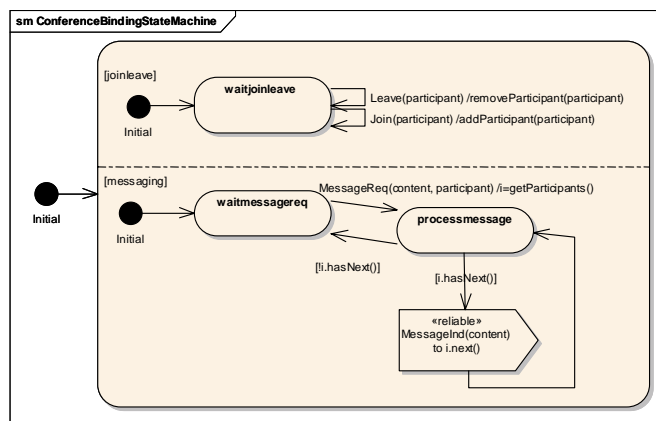 sm ConferenceBindingStateMachine
[joinleave]
waitjoinleave
Leave(participant) /removeParticipant(participant)
Join(participant) /addParticipant(participant)
Initial
[messaging]
MessageReq(content, participant) /i=getParticipants()
waitmessagereq
processmessage
Initial
Initial
[!i.hasNext()]
[i.hasNext()]
«reliable»
MessageInd(content)
to i.next()